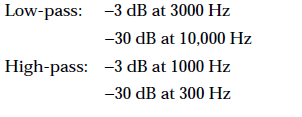 Low-pass: –3 dB at 3000 Hz
–30 dB at 10,000 Hz
High-pass: –3 dB at 1000 Hz
–30 dB at 300 Hz